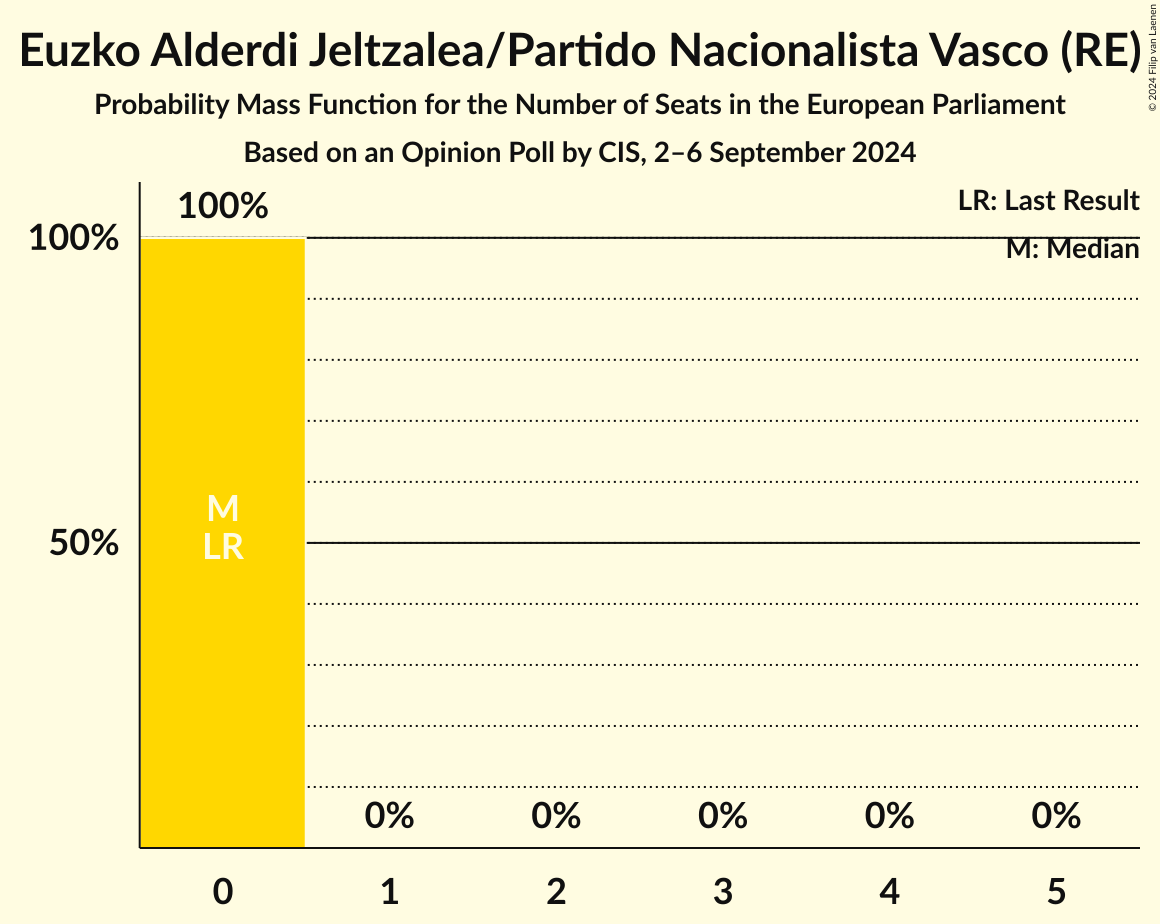 Euzko Alderdi Jeltzalea/Partido Nacionalista Vasco (RE)
Probability Mass Function for the Number of Seats in the European Parliament
Based on an Opinion Poll by CIS, 2–6 September 2024
© 2024 Filip van Laenen
LR: Last Result
M: Median
100%
100%
50%
M
LR
0%
0%
0%
0%
0%
0
1
2
3
4
5